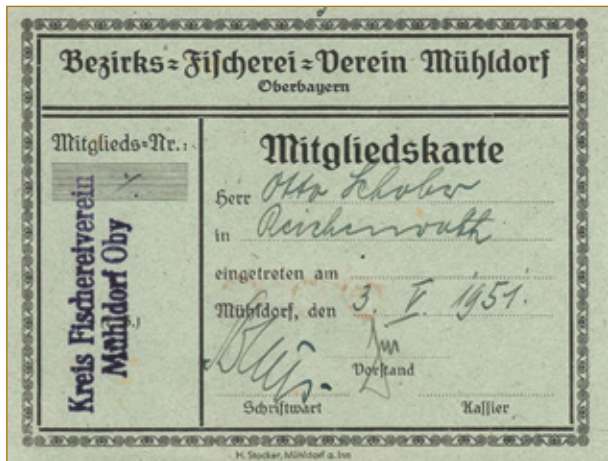 Bezirks=Fischerei=Verein Mühldorf
Oberbayern
Mitglieds=Nr.:
Kreis Fischereiverein
Mühldorf Oby
Mitgliedskarte
Herr Otto Schober
in
eingetreten am
Mühldorf, den 3. V. 1951.
Vorstand
Schriftwart
Kassier
H. Stocker, Mühldorf a. Inn